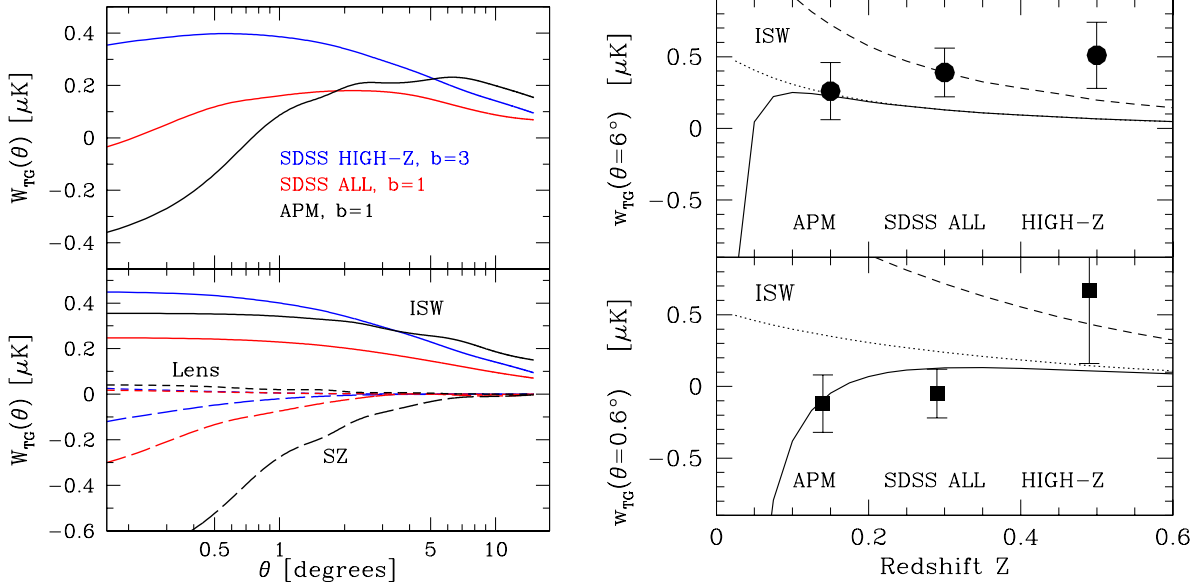 0.4
0.2
0
−0.2
−0.4
W_TG(θ) [μK]
SDSS HIGH−Z, b=3
SDSS ALL, b=1
APM, b=1
0.4
0.2
0
−0.2
−0.4
−0.6
W_TG(θ) [μK]
ISW
Lens
SZ
0.5
1
5
10
θ [degrees]
0.5
0
−0.5
w_TG(θ=6°) [μK]
ISW
APM
SDSS ALL
HIGH−Z
0.5
0
−0.5
w_TG(θ=0.6°) [μK]
ISW
APM
SDSS ALL
HIGH−Z
0
0.2
0.4
0.6
Redshift Z